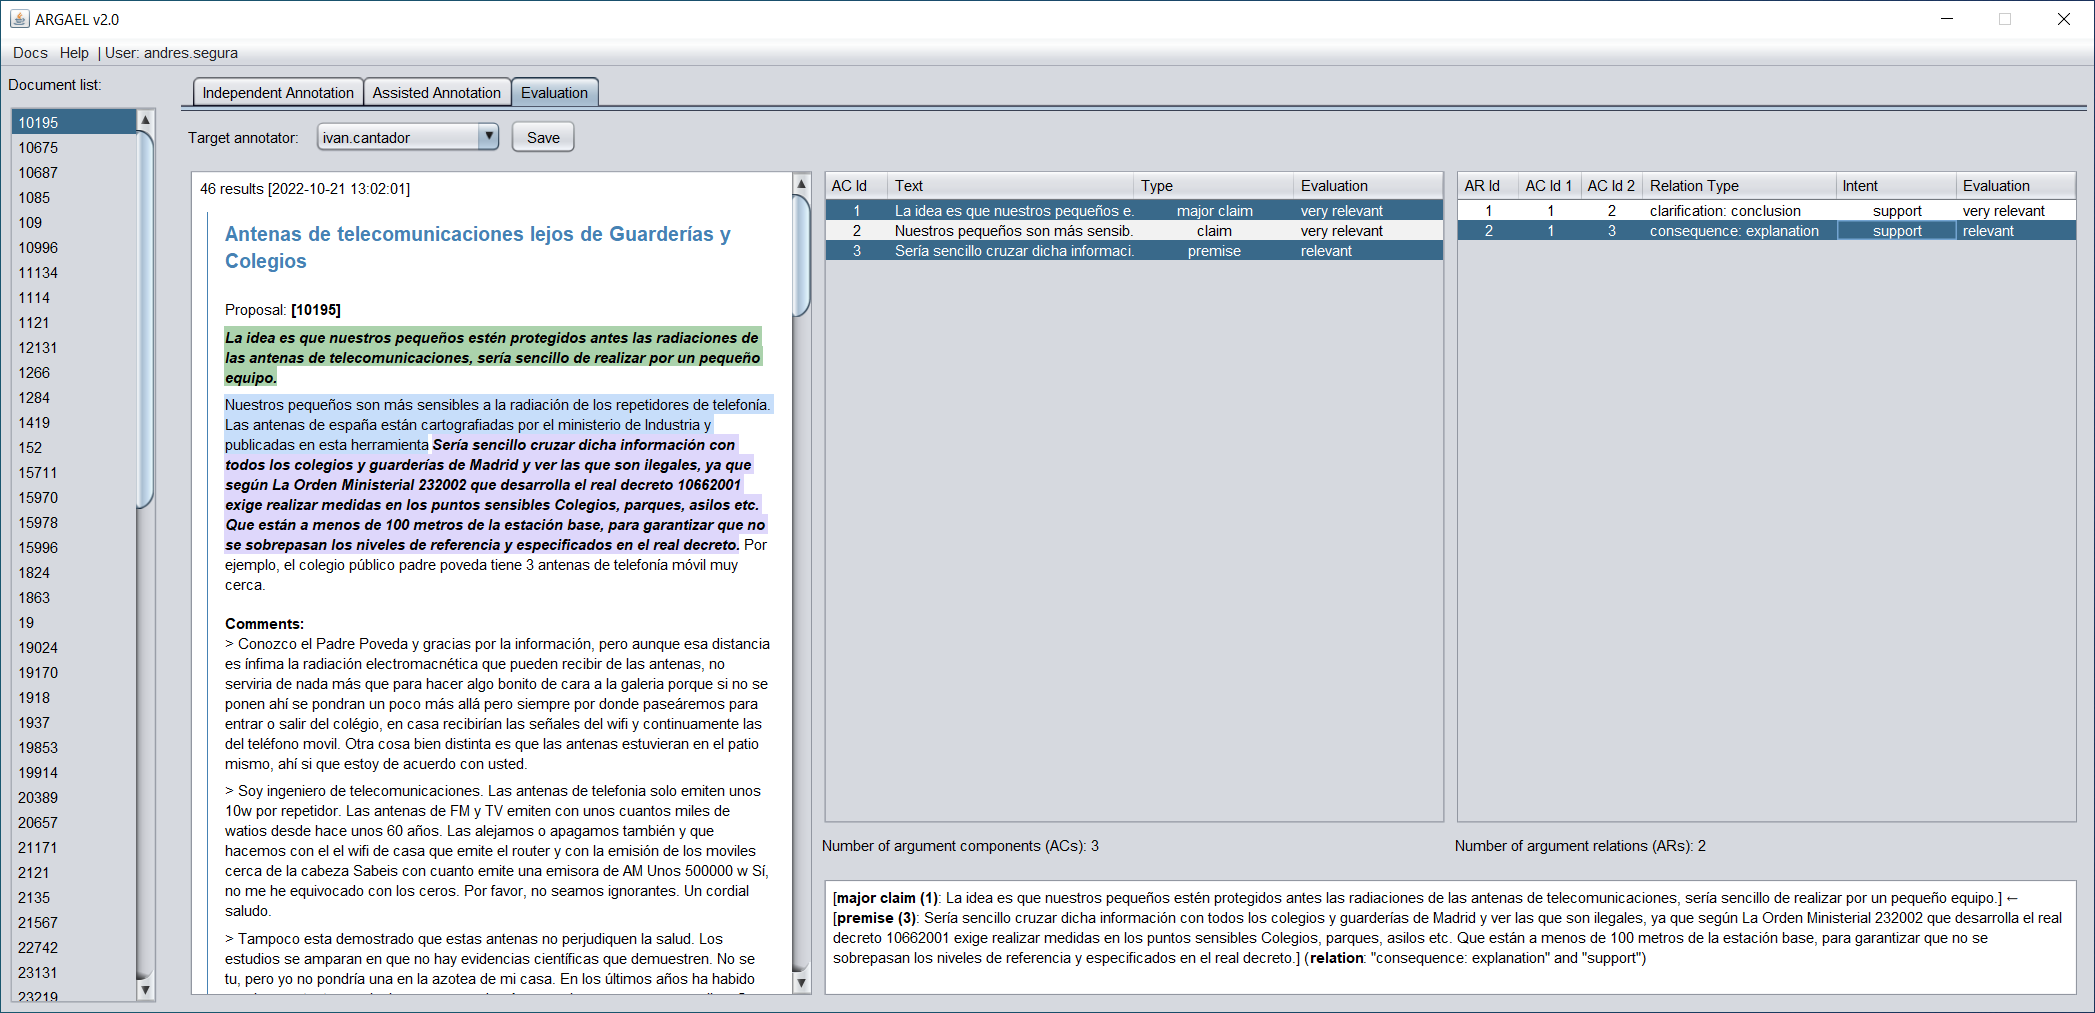 ARGAEL v2.0
Docs Help | User: andres.segura
Document list:
10195
10675
10687
1085
109
10996
11134
1114
1121
12131
1266
1284
1419
152
15711
15970
15978
15996
1824
1863
19
19024
19170
1918
1937
19853
19914
20389
20657
21171
2121
2135
21567
22742
23131
23219
Independent Annotation Assisted Annotation Evaluation
Target annotator: ivan.cantador Save
46 results [2022-10-21 13:02:01]
Antenas de telecomunicaciones lejos de Guarderías y
Colegios
Proposal: [10195]
La idea es que nuestros pequeños estén protegidos antes las radiaciones de
las antenas de telecomunicaciones, sería sencillo de realizar por un pequeño
equipo.
Nuestros pequeños son más sensibles a la radiación de los repetidores de telefonía.
Las antenas de españa están cartografiadas por el ministerio de Industria y
publicadas en esta herramienta Sería sencillo cruzar dicha información con
todos los colegios y guarderías de Madrid y ver las que son ilegales, ya que
según La Orden Ministerial 232002 que desarrolla el real decreto 10662001
exige realizar medidas en los puntos sensibles Colegios, parques, asilos etc.
Que están a menos de 100 metros de la estación base, para garantizar que no
se sobrepasan los niveles de referencia y especificados en el real decreto. Por
ejemplo, el colegio público padre poveda tiene 3 antenas de telefonía móvil muy
cerca.
Comments:
> Conozco el Padre Poveda y gracias por la información, pero aunque esa distancia
es ínfima la radiación electromacnética que pueden recibir de las antenas, no
serviria de nada más que para hacer algo bonito de cara a la galeria porque si no se
ponen ahí se pondran un poco más allá pero siempre por donde paseáremos para
entrar o salir del colégio, en casa recibirían las señales del wifi y continuamente las
del teléfono movil. Otra cosa bien distinta es que las antenas estuvieran en el patio
mismo, ahí si que estoy de acuerdo con usted.
> Soy ingeniero de telecomunicaciones. Las antenas de telefonia solo emiten unos
10w por repetidor. Las antenas de FM y TV emiten con unos cuantos miles de
watios desde hace unos 60 años. Las alejamos o apagamos también y que
hacemos con el el wifi de casa que emite el router y con la emisión de los moviles
cerca de la cabeza Sabeis con cuanto emite una emisora de AM Unos 500000 w Sí,
no me he equivocado con los ceros. Por favor, no seamos ignorantes. Un cordial
saludo.
> Tampoco esta demostrado que estas antenas no perjudiquen la salud. Los
estudios se amparan en que no hay evidencias científicas que demuestren. No se
tu, pero yo no pondría una en la azotea de mi casa. En los últimos años ha habido
AC Id Text Type Evaluation
1 La idea es que nuestros pequeños e. major claim very relevant
2 Nuestros pequeños son más sensib. claim very relevant
3 Sería sencillo cruzar dicha informaci. premise relevant
Number of argument components (ACs): 3
AR Id AC Id 1 AC Id 2 Relation Type Intent Evaluation
1 1 2 clarification: conclusion support very relevant
2 1 3 consequence: explanation support relevant
Number of argument relations (ARs): 2
[major claim (1): La idea es que nuestros pequeños estén protegidos antes las radiaciones de las antenas de telecomunicaciones, sería sencillo de realizar por un pequeño equipo.] ←
[premise (3): Sería sencillo cruzar dicha información con todos los colegios y guarderías de Madrid y ver las que son ilegales, ya que según La Orden Ministerial 232002 que desarrolla el real
decreto 10662001 exige realizar medidas en los puntos sensibles Colegios, parques, asilos etc. Que están a menos de 100 metros de la estación base, para garantizar que no se
sobrepasan los niveles de referencia y especificados en el real decreto.] (relation: "consequence: explanation" and "support")